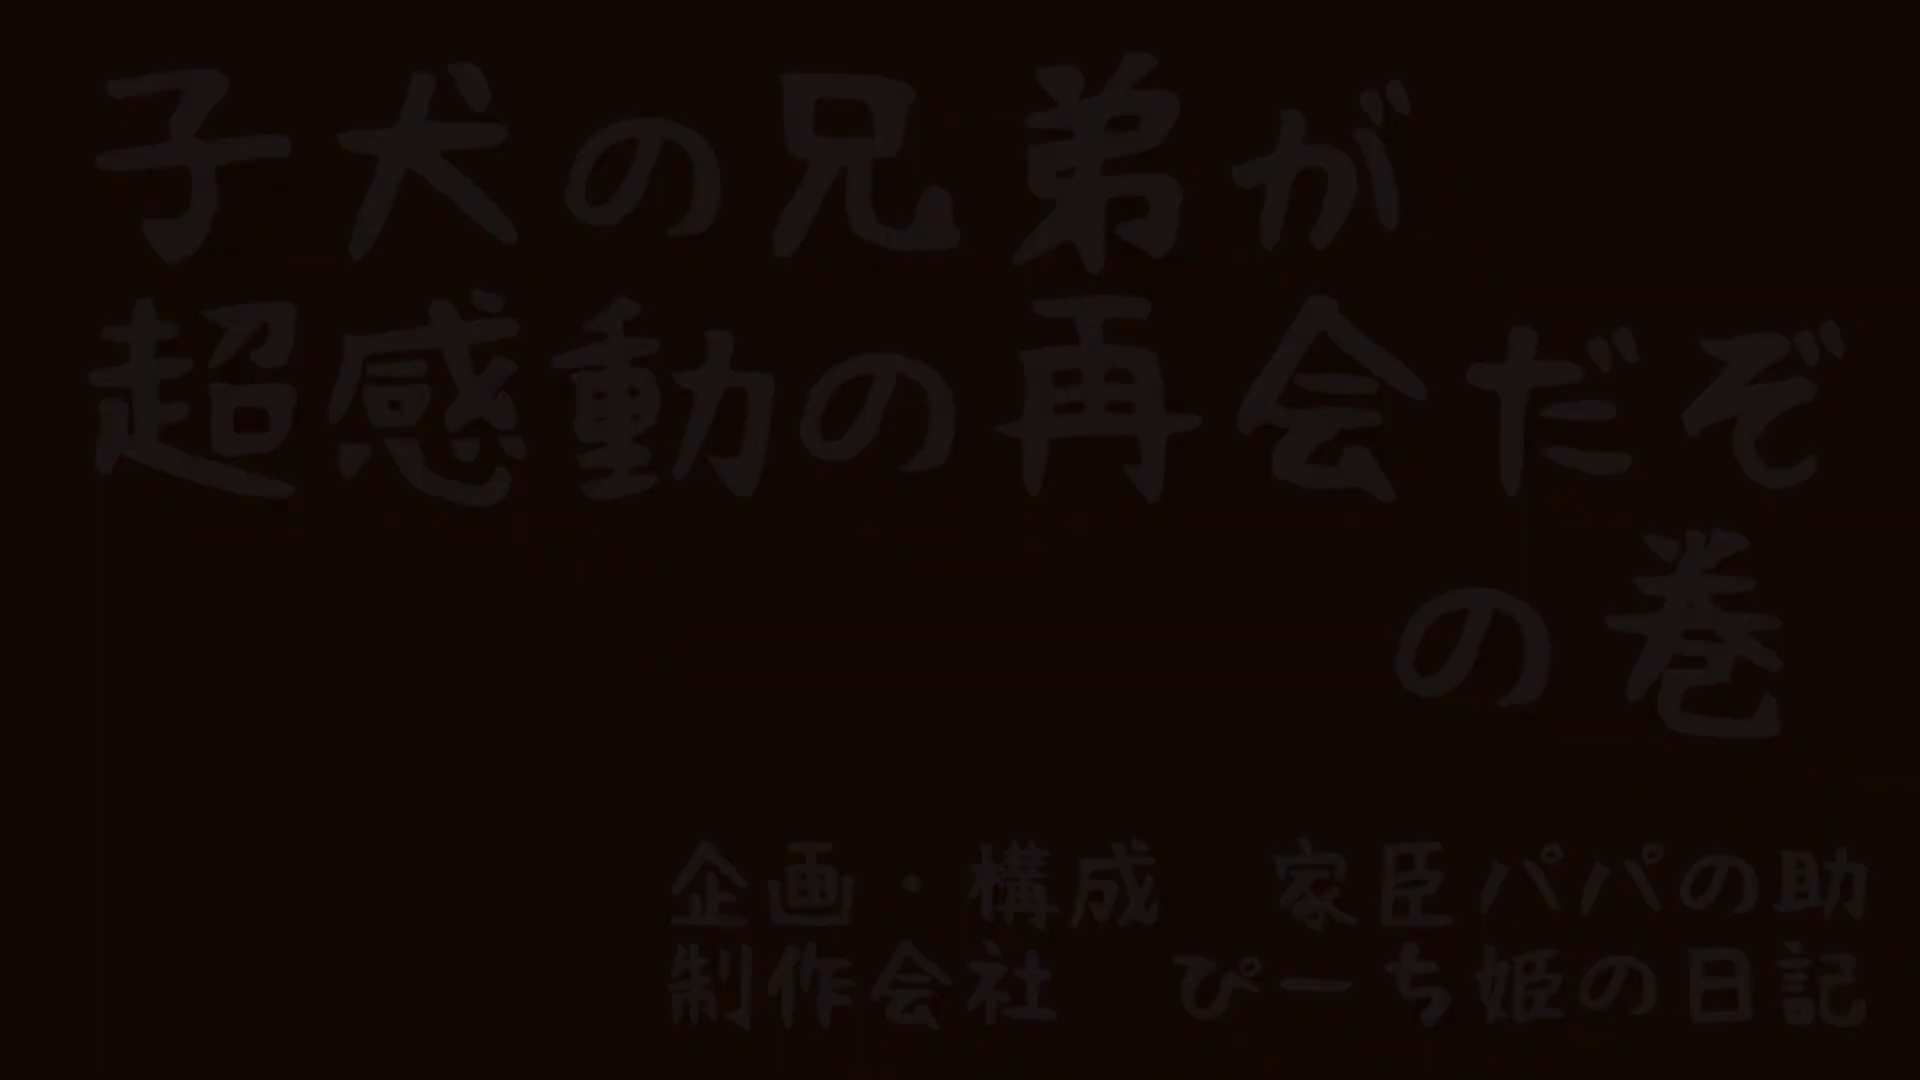 子犬の兄弟が
超感動の再会だぞ
の巻
企画・構成　家臣パパの助
制作会社　ぴーち姫の日記